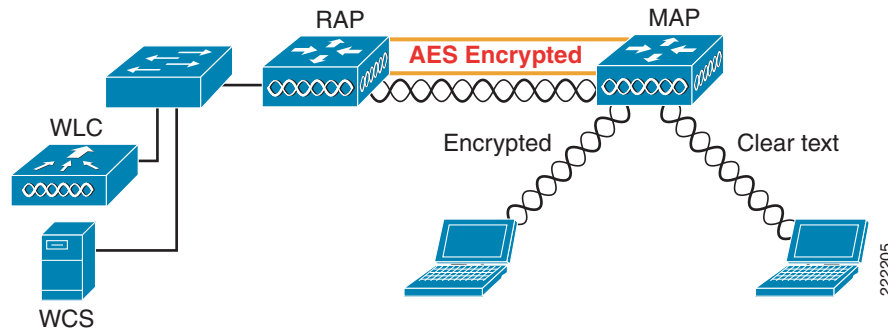 RAP
MAP
AES Encrypted
WLC
Encrypted
Clear text
WCS
222205